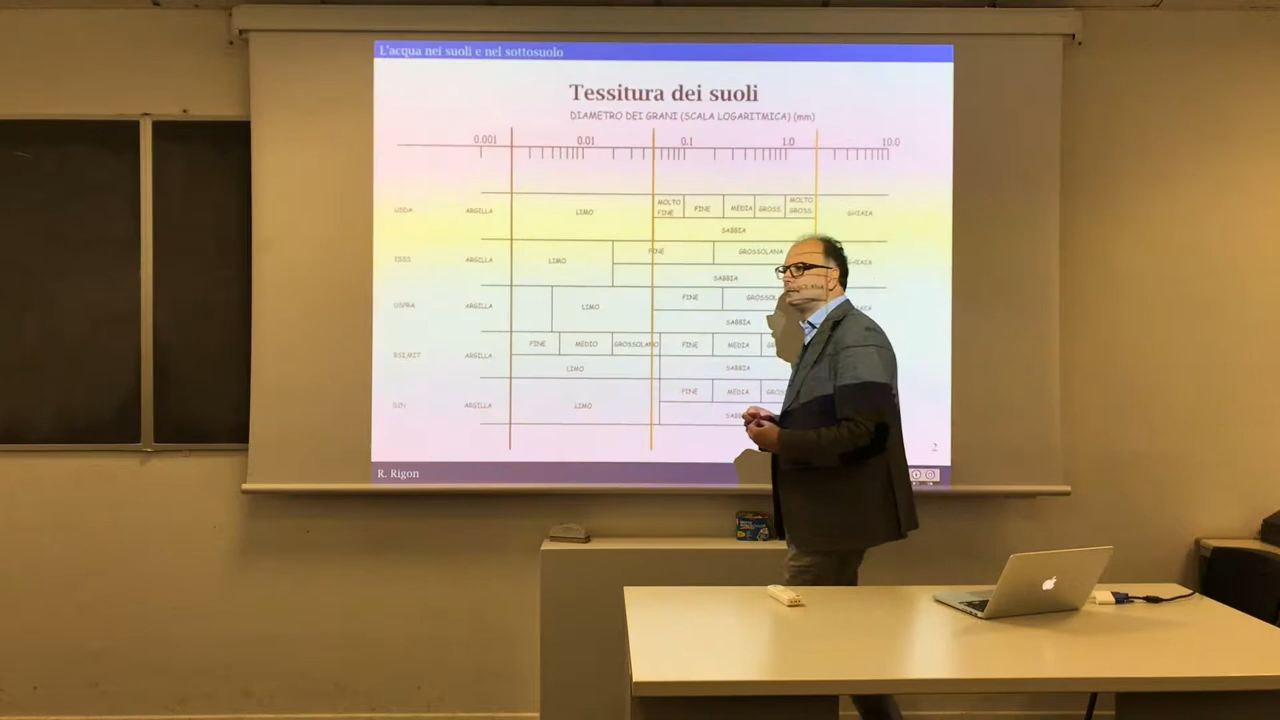 L'acqua nei suoli e nel sottosuolo
Tessitura dei suoli
DIAMETRO DEI GRANI (SCALA LOGARITMICA) (mm)
0.001 0.01 0.1 1.0 10.0
USDA ARGILLA LIMO MOLTO FINE FINE MEDIA GROSS. MOLTO GROSS. GHIAIA
SABBIA
ISSS ARGILLA LIMO FINE GROSSOLANA GHIAIA
SABBIA
ARGILLA LIMO FINE
SABBIA
BSI,MIT ARGILLA FINE MEDIO GROSSOLANO FINE MEDIA
LIMO SABBIA
FINE MEDIA
DIN ARGILLA LIMO
R. Rigon
2